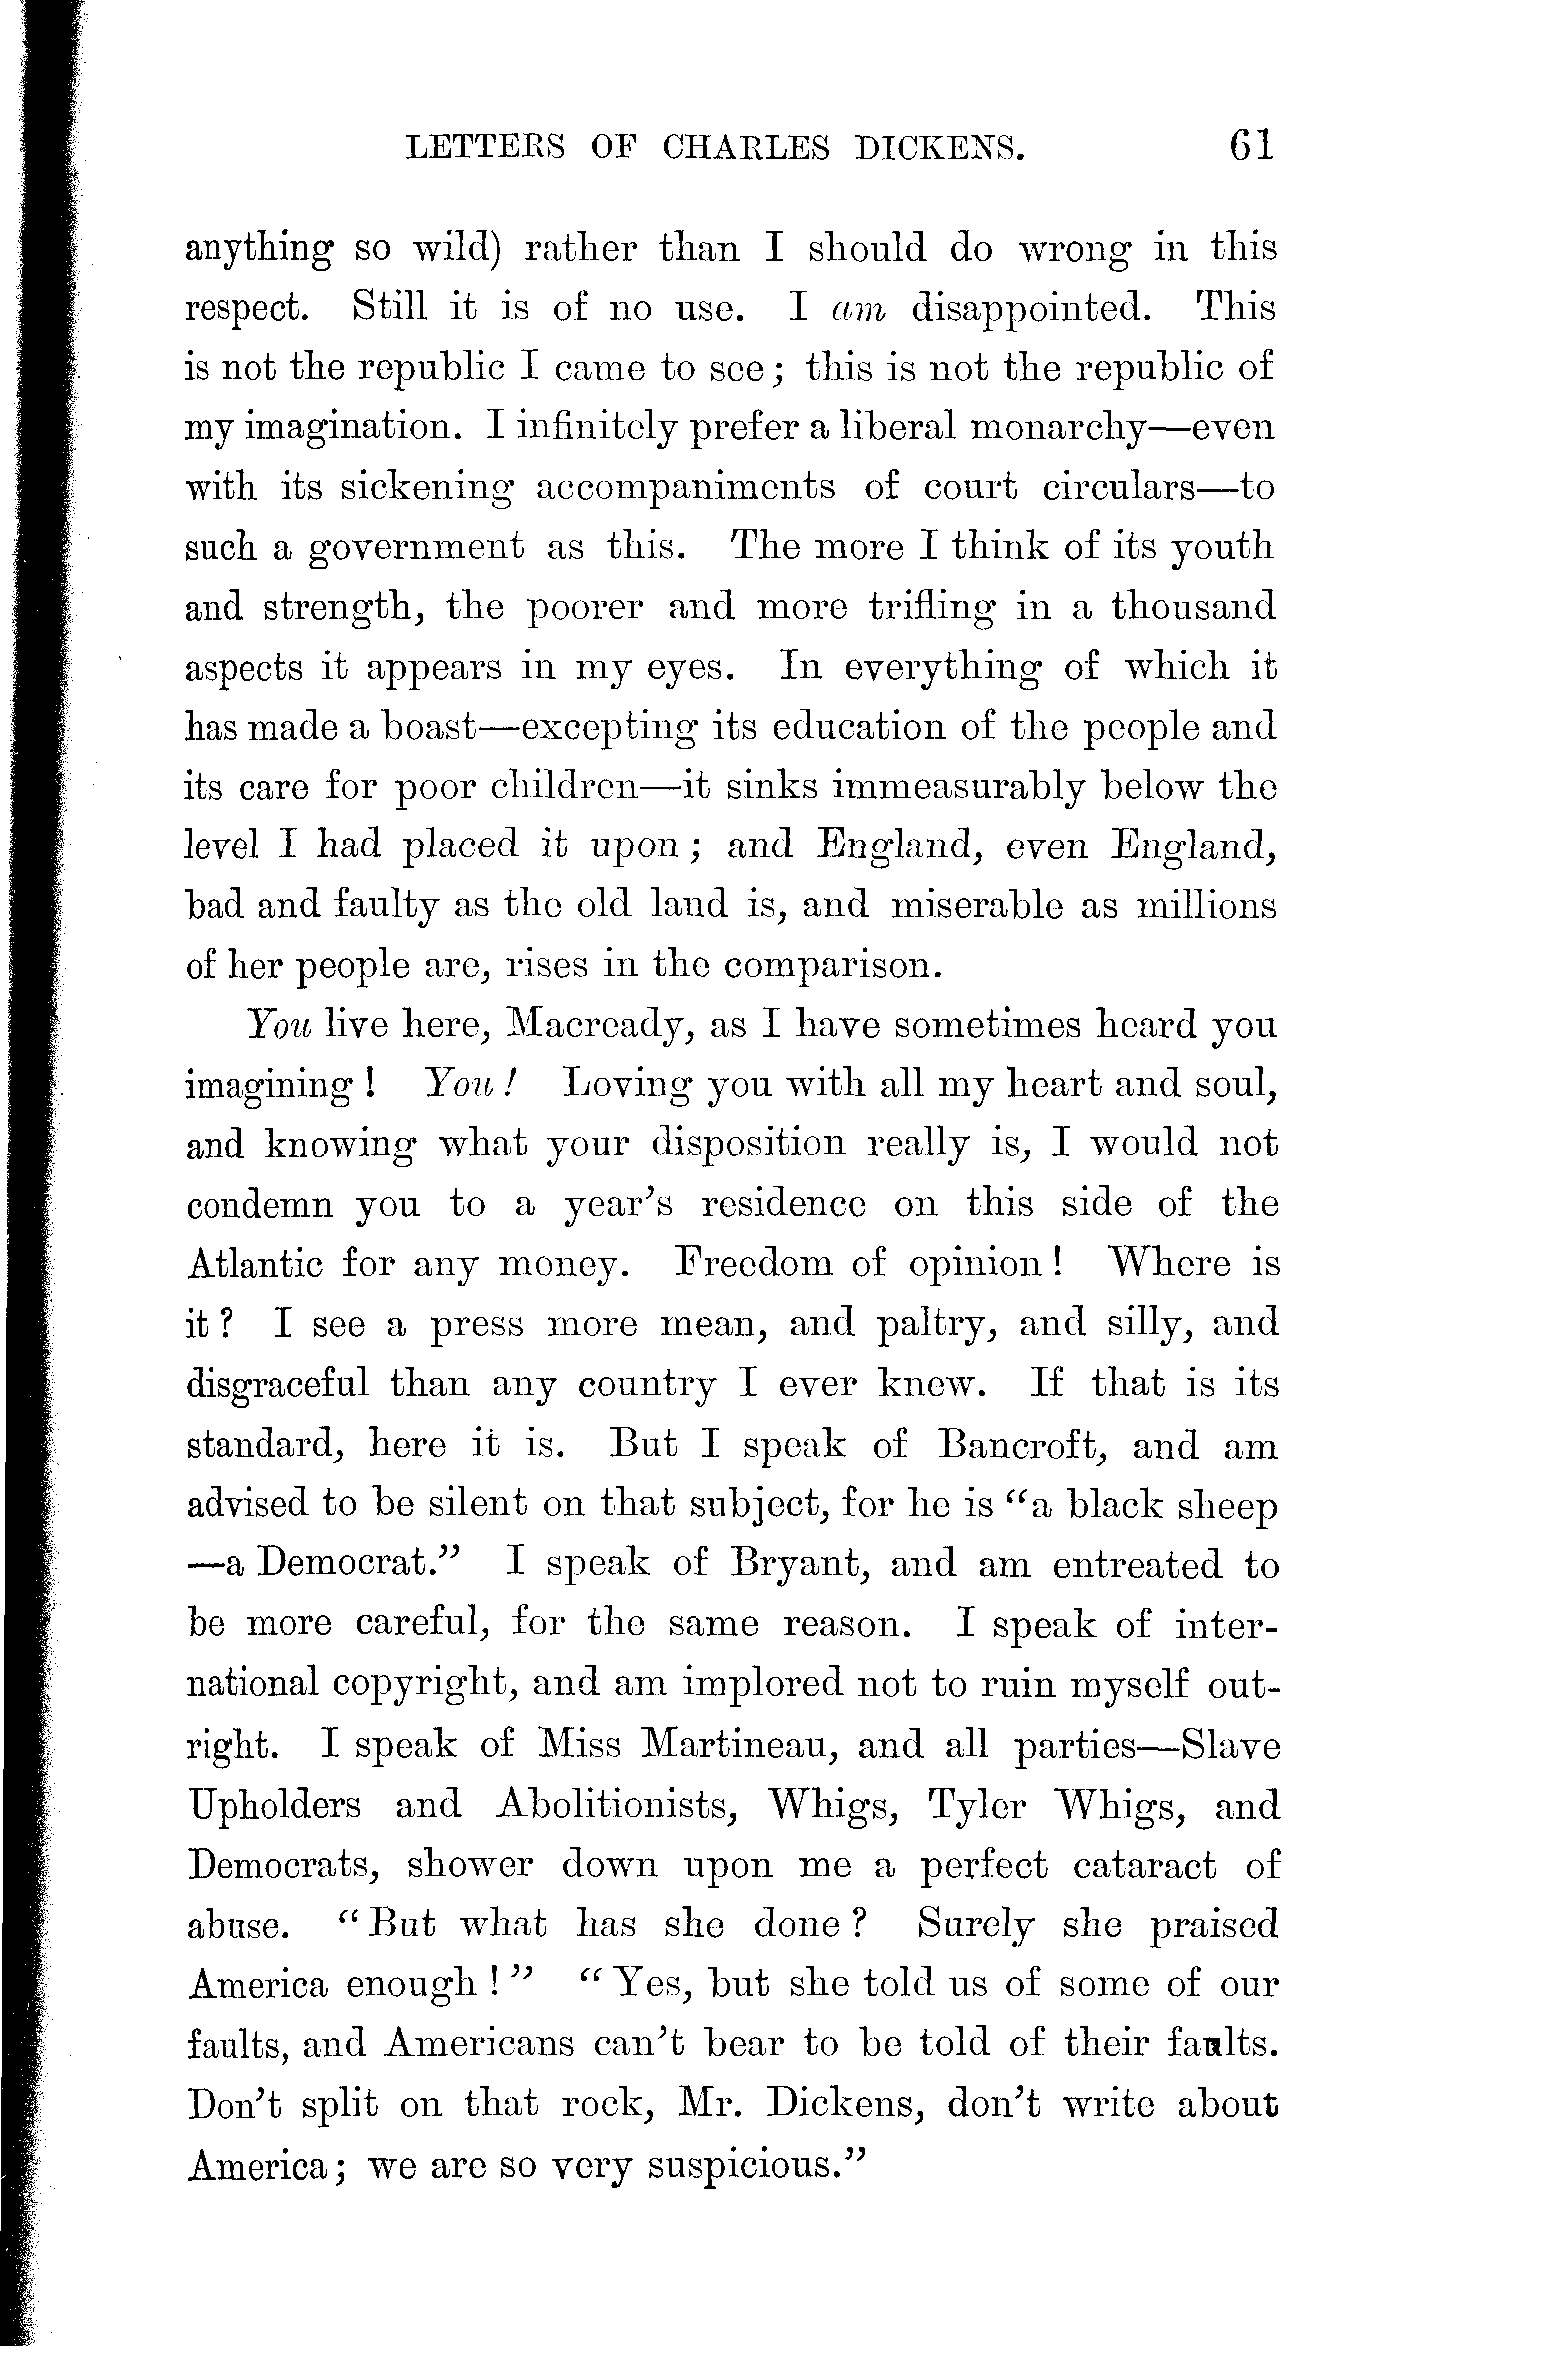 LETTERS OF CHARLES DICKENS. 61
anything so wild) rather than I should do wrong in this
respect. Still it is of no use. I am disappointed. This
is not the republic I came to see; this is not the republic of
my imagination. I infinitely prefer a liberal monarchy—even
with its sickening accompaniments of court circulars—to
such a government as this. The more I think of its youth
and strength, the poorer and more trifling in a thousand
aspects it appears in my eyes. In everything of which it
has made a boast—excepting its education of the people and
its care for poor children—it sinks immeasurably below the
level I had placed it upon; and England, even England,
bad and faulty as the old land is, and miserable as millions
of her people are, rises in the comparison.
You live here, Macready, as I have sometimes heard you
imagining! You! Loving you with all my heart and soul,
and knowing what your disposition really is, I would not
condemn you to a year's residence on this side of the
Atlantic for any money. Freedom of opinion! Where is
it? I see a press more mean, and paltry, and silly, and
disgraceful than any country I ever knew. If that is its
standard, here it is. But I speak of Bancroft, and am
advised to be silent on that subject, for he is "a black sheep
—a Democrat." I speak of Bryant, and am entreated to
be more careful, for the same reason. I speak of inter-
national copyright, and am implored not to ruin myself out-
right. I speak of Miss Martineau, and all parties—Slave
Upholders and Abolitionists, Whigs, Tyler Whigs, and
Democrats, shower down upon me a perfect cataract of
abuse. "But what has she done? Surely she praised
America enough!" "Yes, but she told us of some of our
faults, and Americans can't bear to be told of their faults.
Don't split on that rock, Mr. Dickens, don't write about
America; we are so very suspicious."